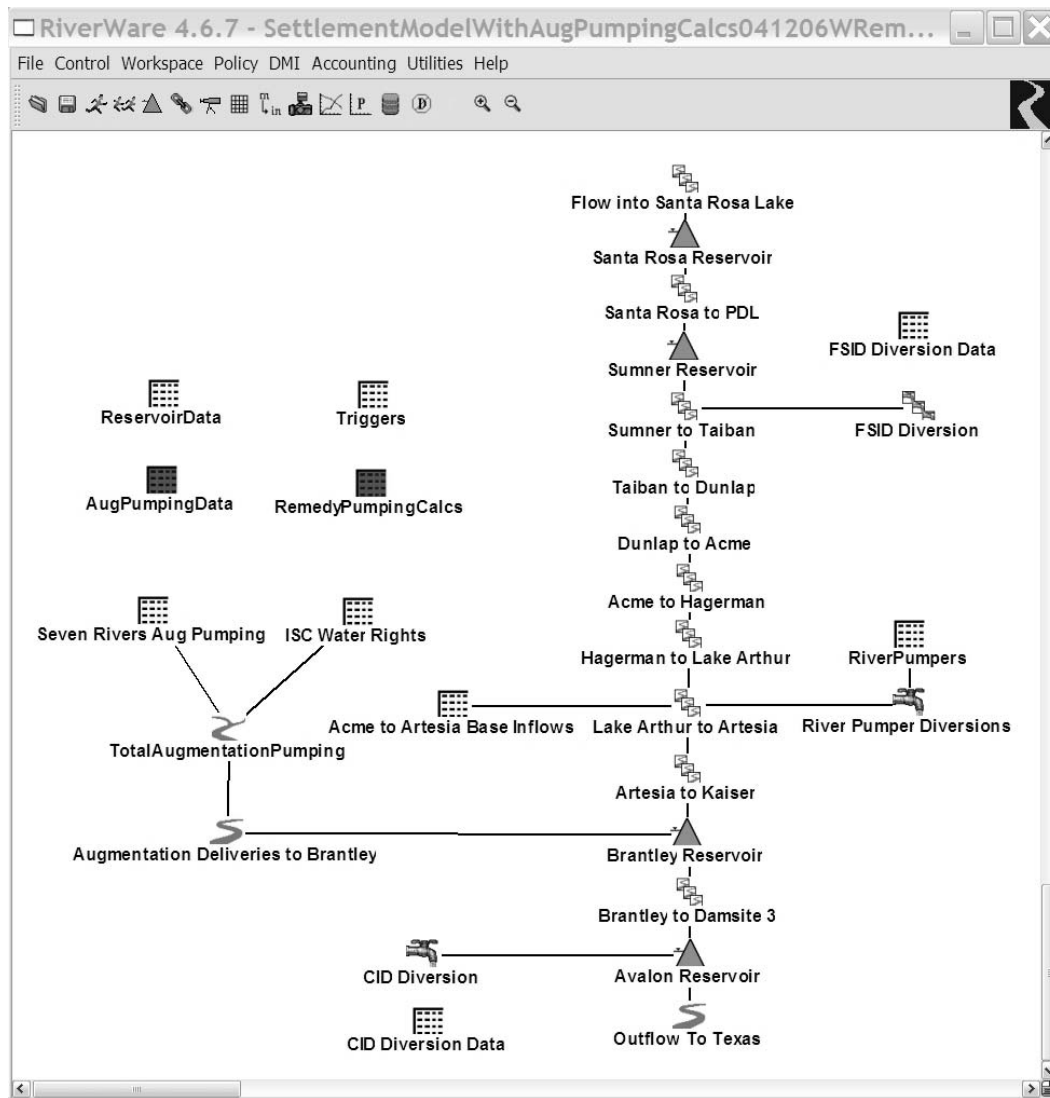 RiverWare 4.6.7 - SettlementModelWithAugPumpingCalcs041206WRem...
File Control Workspace Policy DMI Accounting Utilities Help
Flow into Santa Rosa Lake
Santa Rosa Reservoir
Santa Rosa to PDL
FSID Diversion Data
Sumner Reservoir
ReservoirData
Triggers
Sumner to Taiban
FSID Diversion
Taiban to Dunlap
AugPumpingData
RemedyPumpingCalcs
Dunlap to Acme
Acme to Hagerman
Seven Rivers Aug Pumping
ISC Water Rights
Hagerman to Lake Arthur
RiverPumpers
Acme to Artesia Base Inflows
Lake Arthur to Artesia
River Pumper Diversions
TotalAugmentationPumping
Artesia to Kaiser
Augmentation Deliveries to Brantley
Brantley Reservoir
Brantley to Damsite 3
CID Diversion
Avalon Reservoir
CID Diversion Data
Outflow To Texas